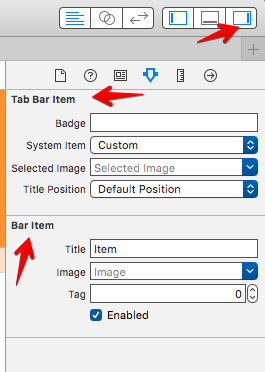 Tab Bar Item
Badge
System Item Custom
Selected Image Selected Image
Title Position Default Position
Bar Item
Title Item
Image Image
Tag 0
Enabled